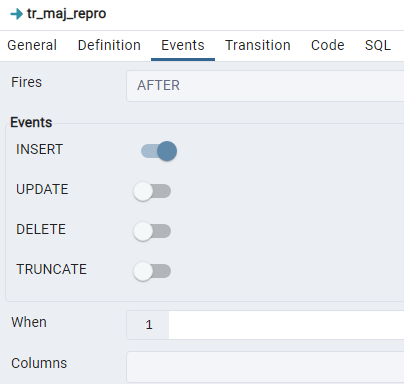 tr_maj_repro
General Definition Events Transition Code SQL
Fires AFTER
Events
INSERT
UPDATE
DELETE
TRUNCATE
When 1
Columns